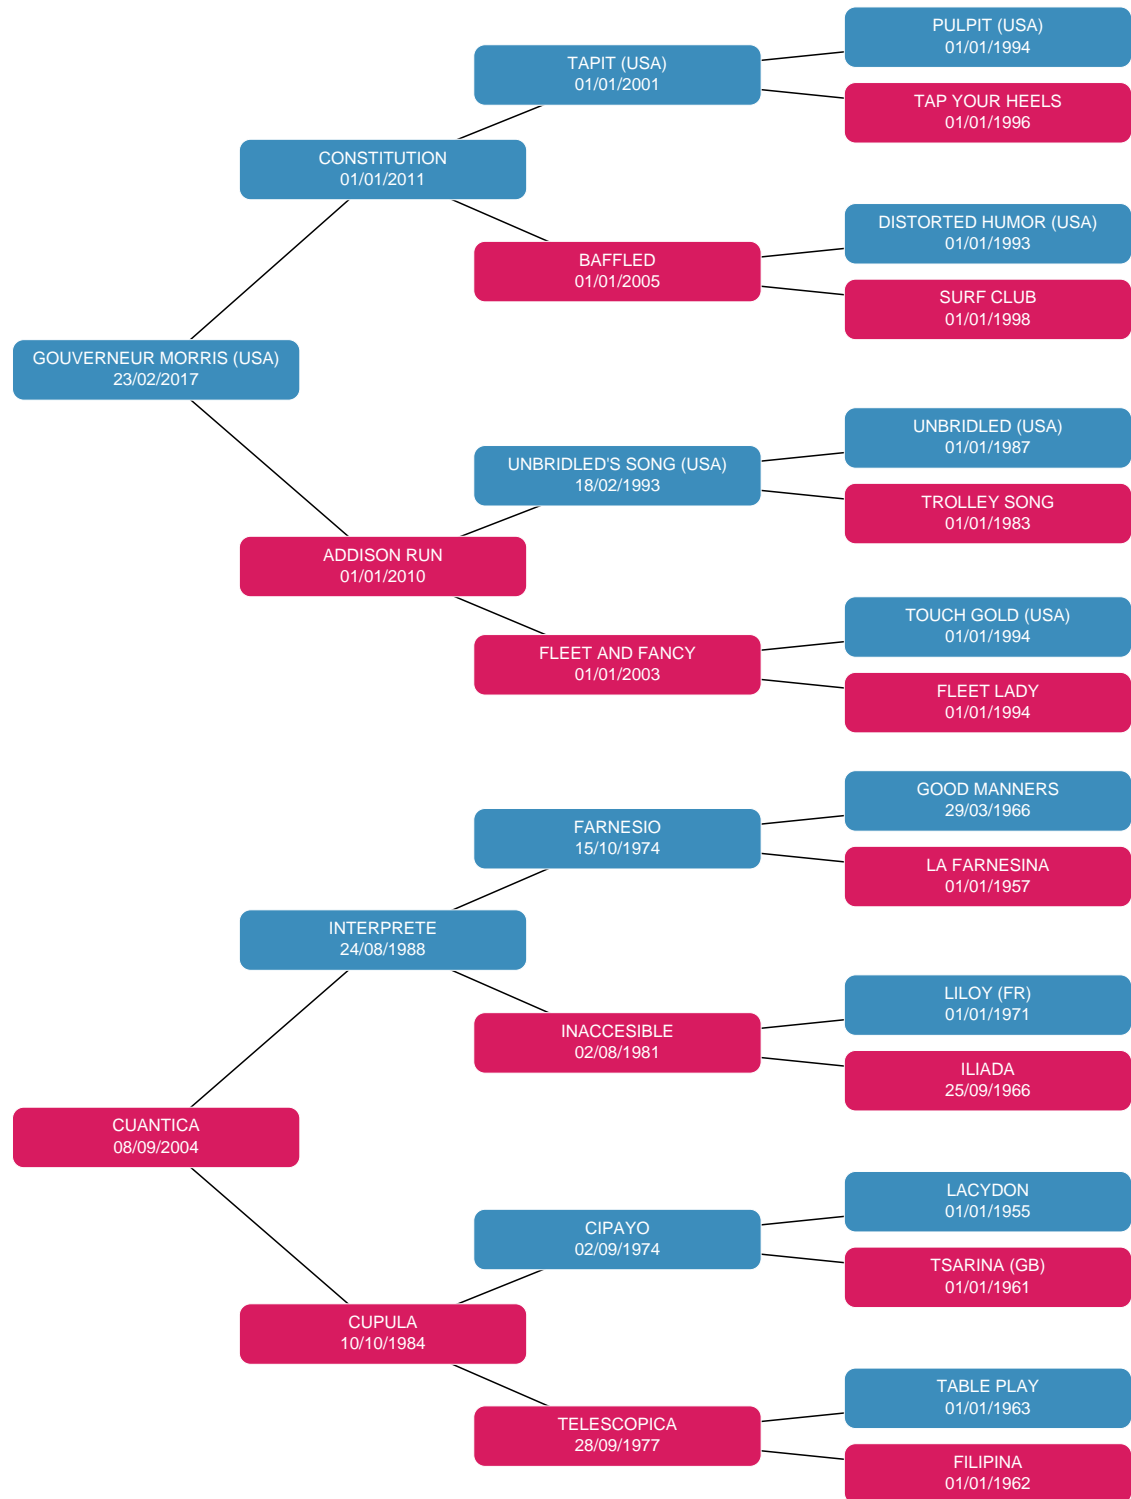 PULPIT (USA)
01/01/1994
TAPIT (USA)
01/01/2001
TAP YOUR HEELS
01/01/1996
CONSTITUTION
01/01/2011
DISTORTED HUMOR (USA)
01/01/1993
BAFFLED
01/01/2005
SURF CLUB
01/01/1998
GOUVERNEUR MORRIS (USA)
23/02/2017
UNBRIDLED (USA)
01/01/1987
UNBRIDLED'S SONG (USA)
18/02/1993
TROLLEY SONG
01/01/1983
ADDISON RUN
01/01/2010
TOUCH GOLD (USA)
01/01/1994
FLEET AND FANCY
01/01/2003
FLEET LADY
01/01/1994
GOOD MANNERS
29/03/1966
FARNESIO
15/10/1974
LA FARNESINA
01/01/1957
INTERPRETE
24/08/1988
LILOY (FR)
01/01/1971
INACCESIBLE
02/08/1981
ILIADA
25/09/1966
CUANTICA
08/09/2004
LACYDON
01/01/1955
CIPAYO
02/09/1974
TSARINA (GB)
01/01/1961
CUPULA
10/10/1984
TABLE PLAY
01/01/1963
TELESCOPICA
28/09/1977
FILIPINA
01/01/1962